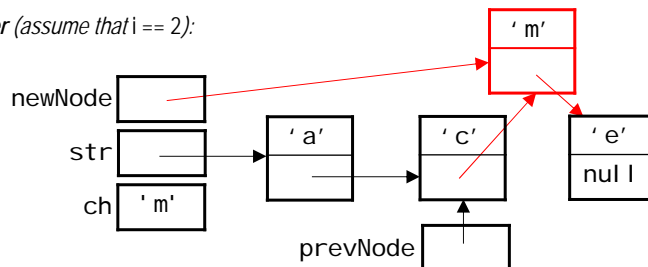 r (assume that i == 2):
‘m’
newNode
str
‘a’
‘c’
‘e’
null
ch
'm'
prevNode